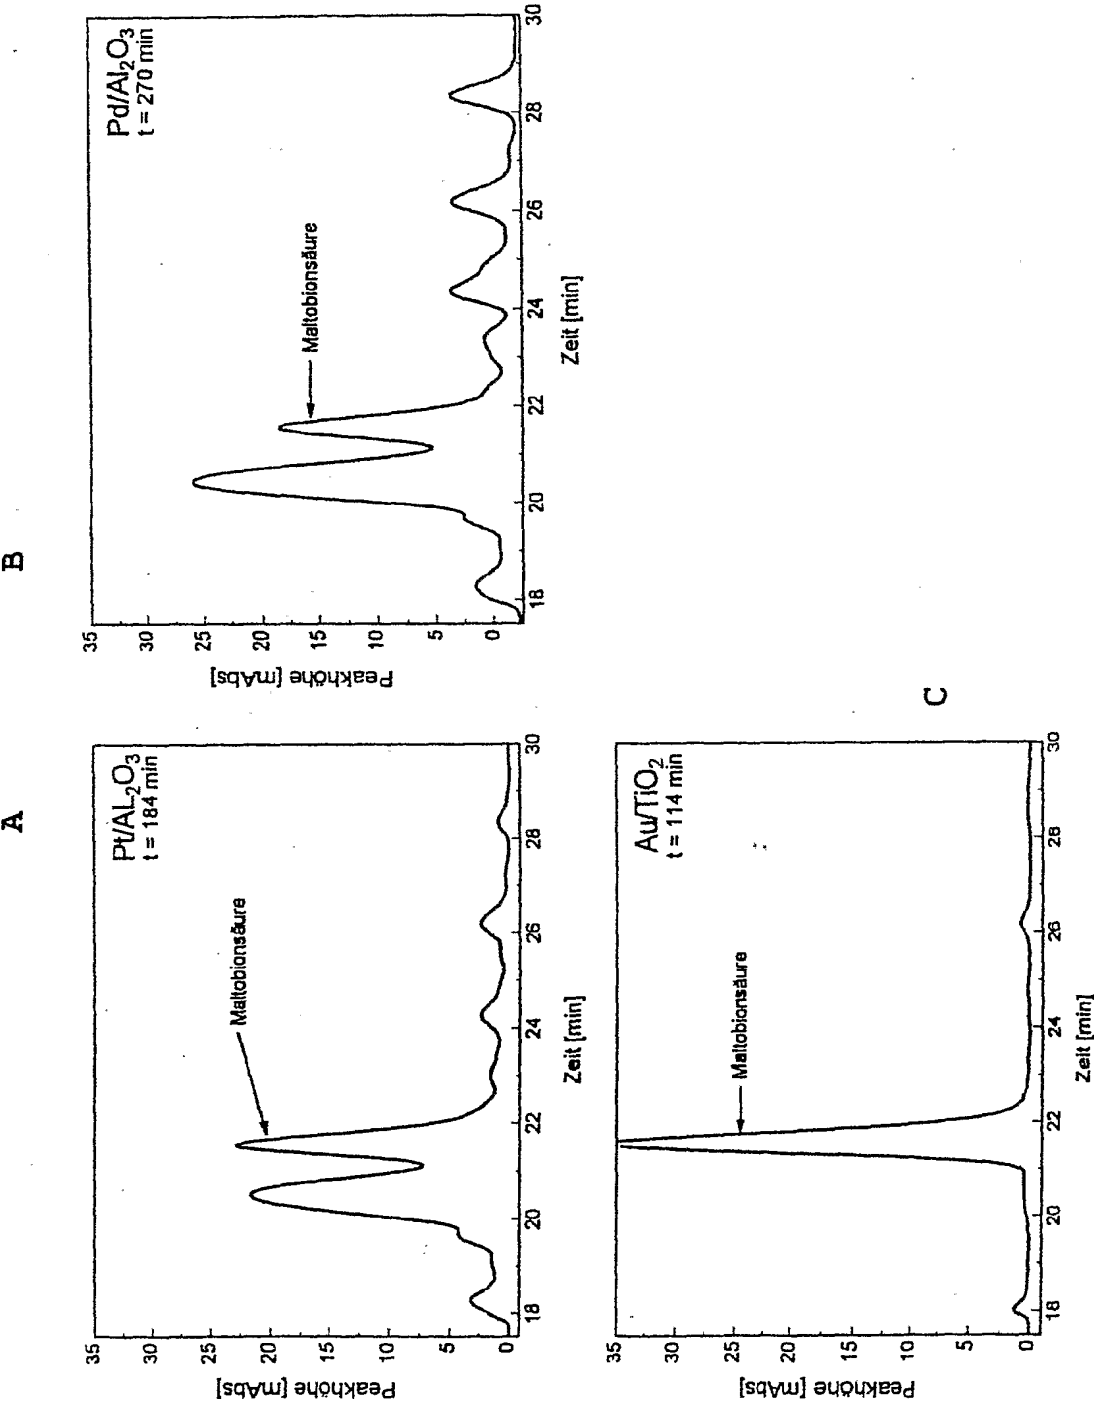 A
Pt/AL2O3
t = 184 min
Maltobionsäure
Peakhöhe [mAbs]
35
30
25
20
15
10
5
0
18
20
22
24
26
28
30
Zeit [min]
B
Pd/Al2O3
t = 270 min
Maltobionsäure
Peakhöhe [mAbs]
35
30
25
20
15
10
5
0
18
20
22
24
26
28
30
Zeit [min]
C
Au/TiO2
t = 114 min
Maltobionsäure
Peakhöhe [mAbs]
35
30
25
20
15
10
5
0
18
20
22
24
26
28
30
Zeit [min]